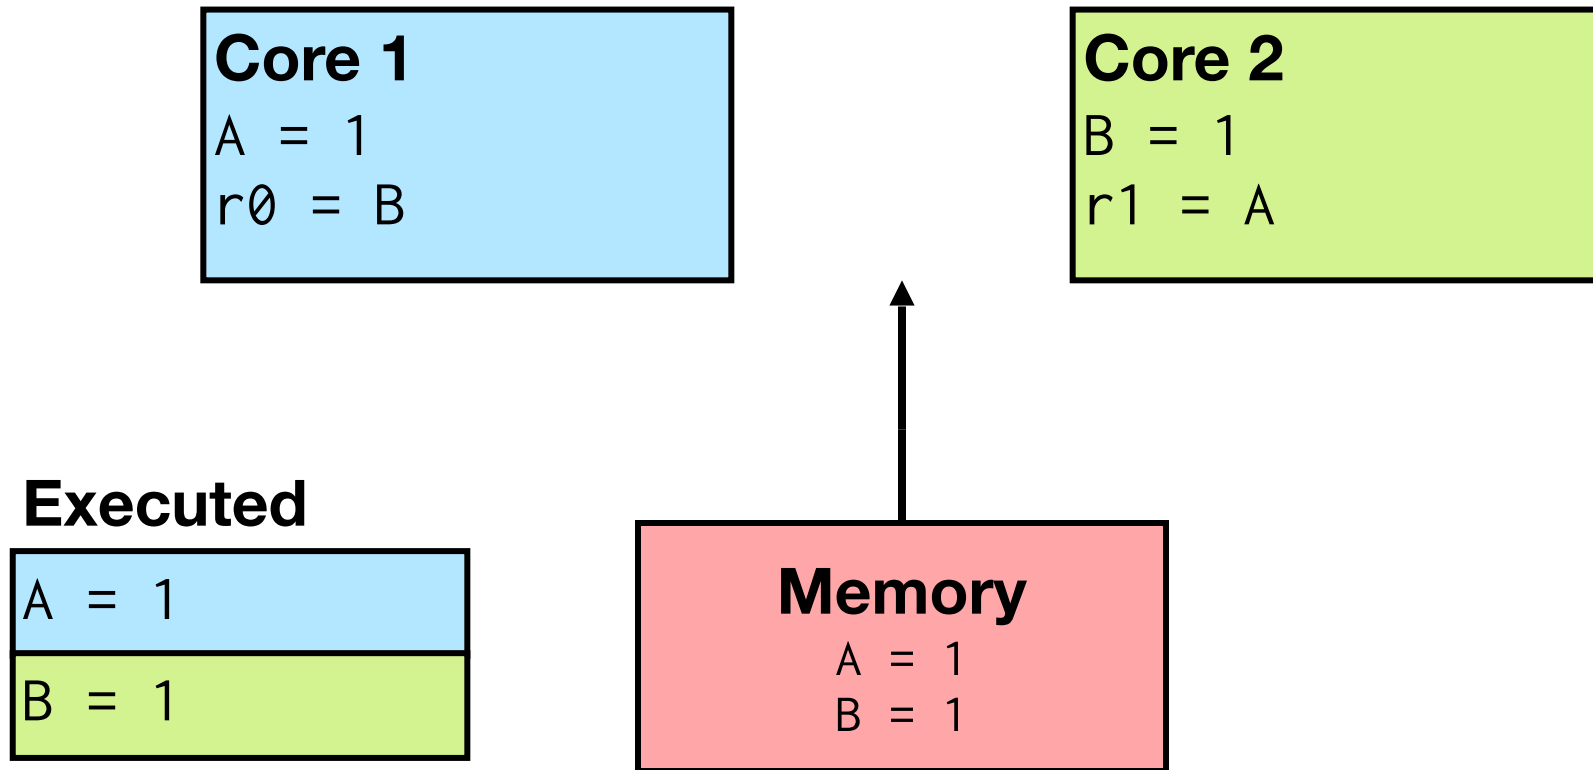 Core 1
A = 1
r0 = B
Core 2
B = 1
r1 = A
Executed
A = 1
B = 1
Memory
A = 1
B = 1